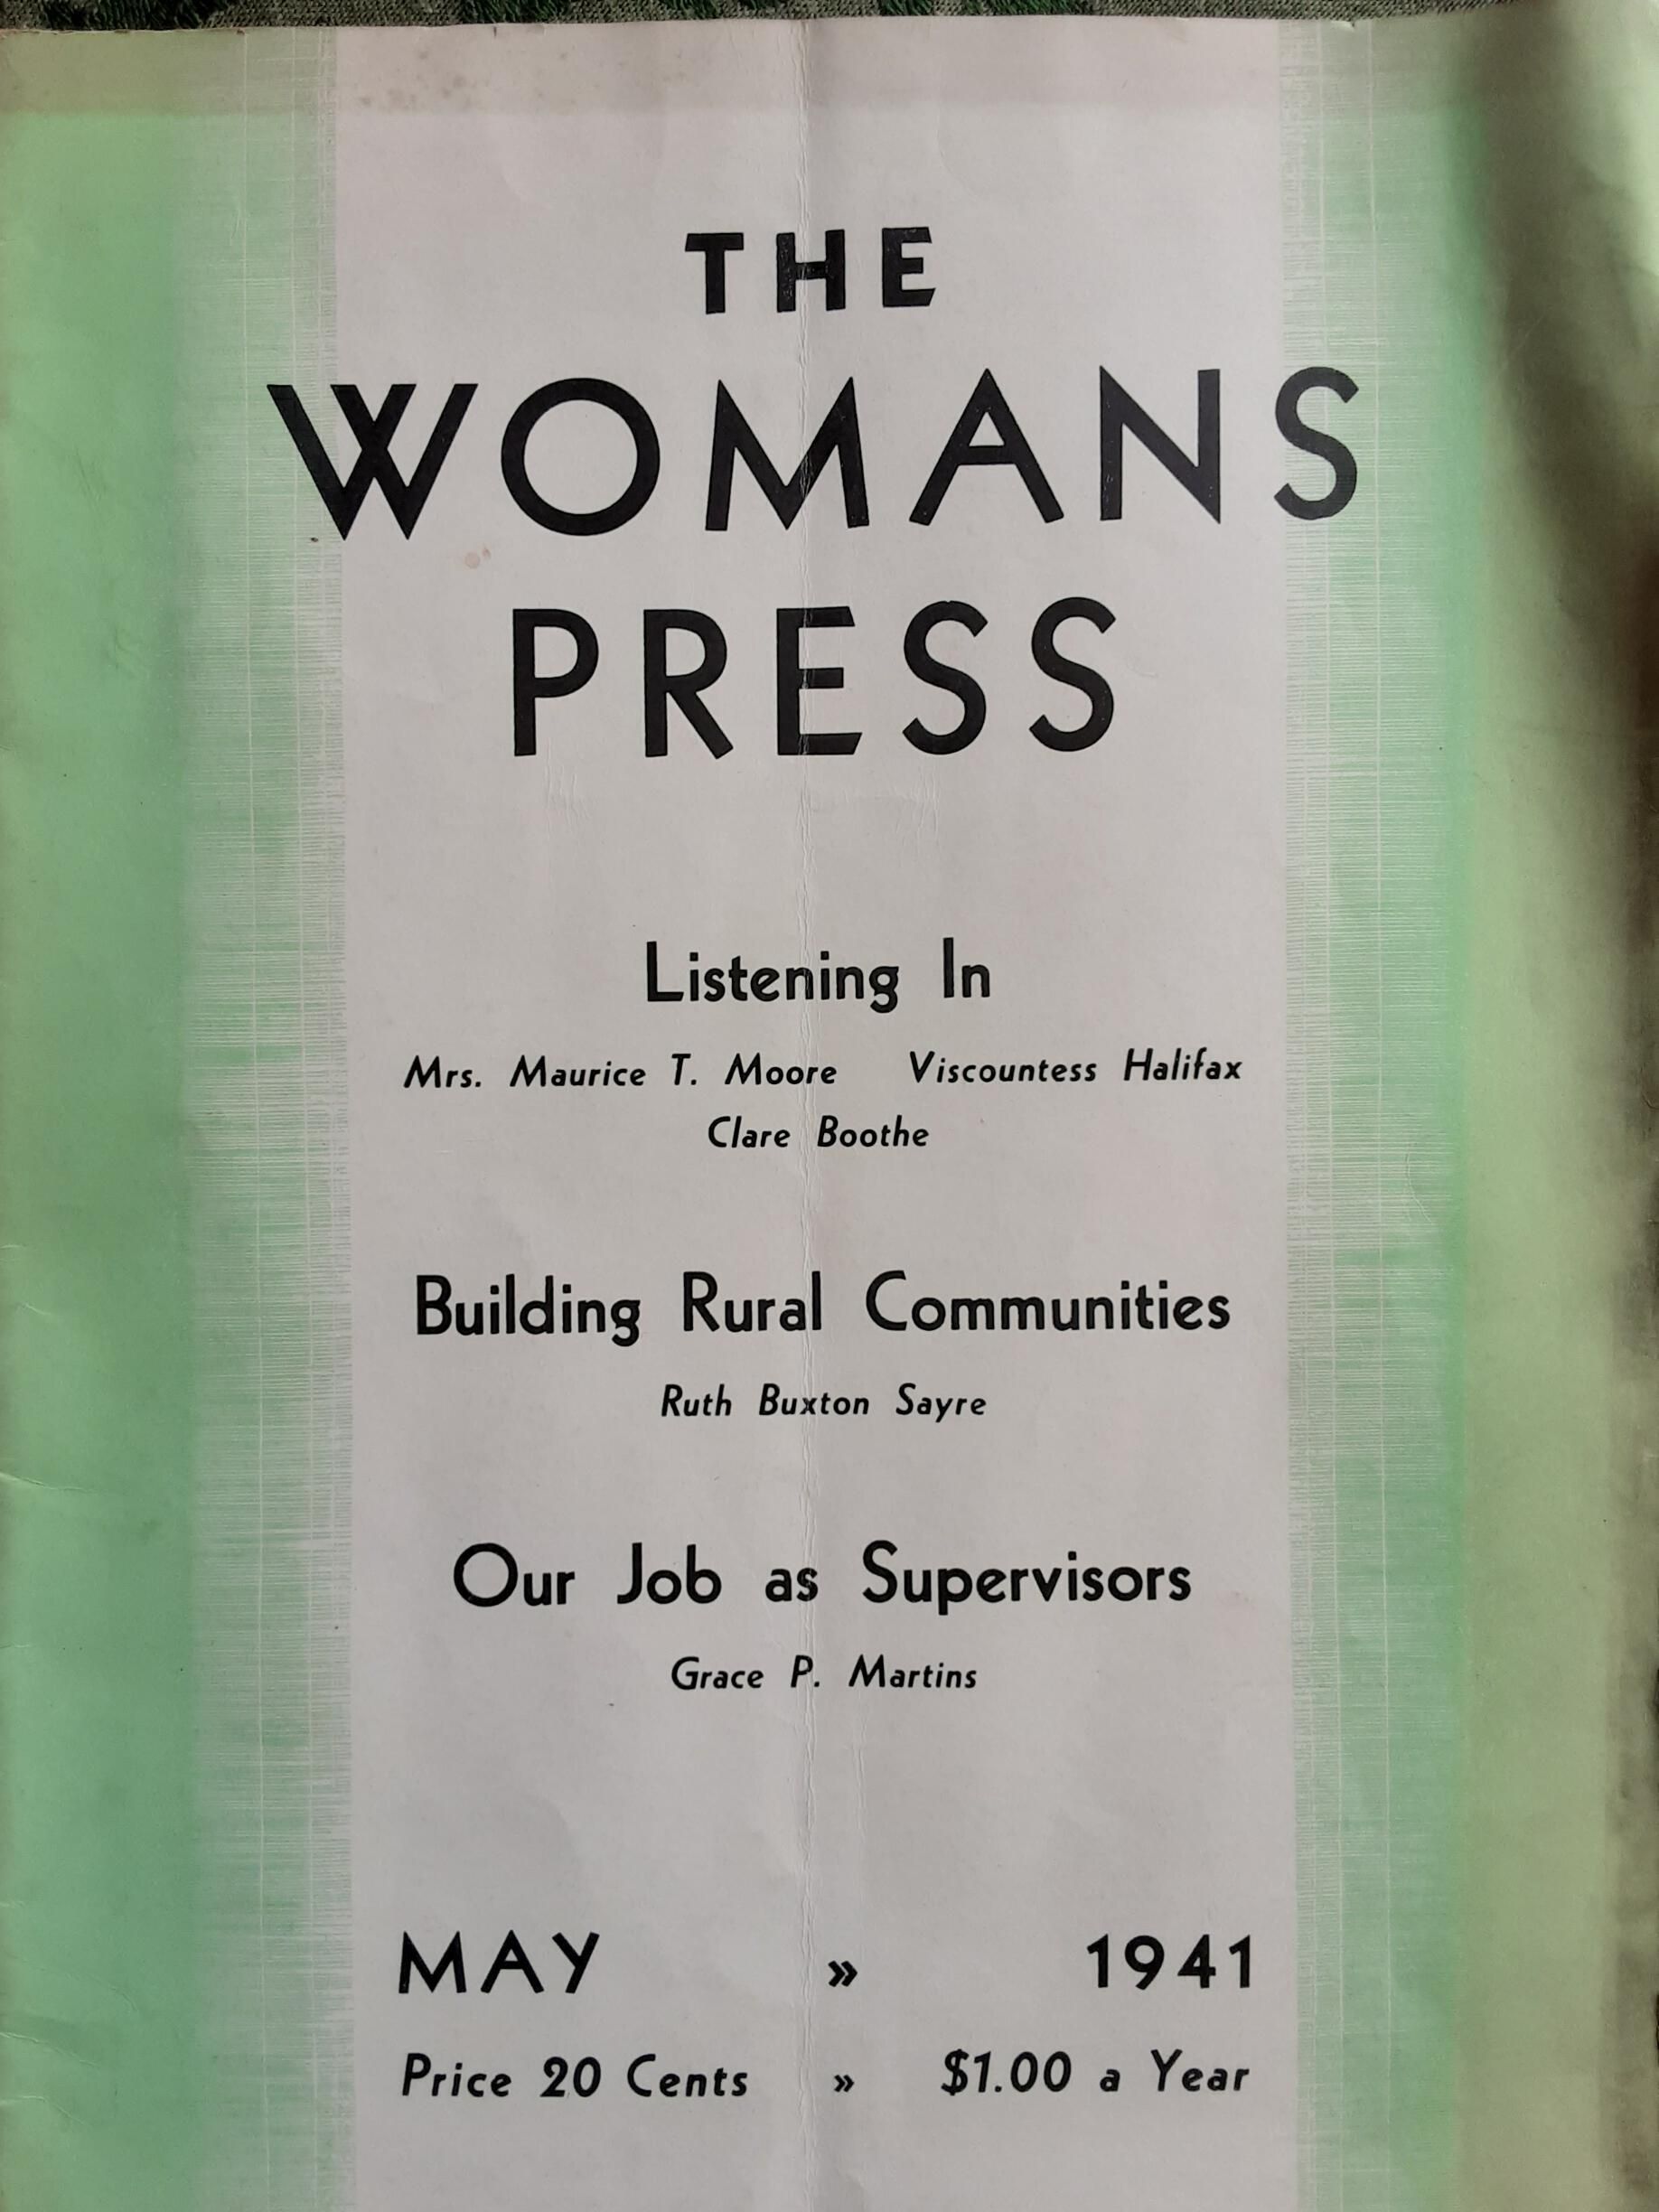 THE
WOMANS
PRESS
Listening In
Mrs. Maurice T. Moore Viscountess Halifax
Clare Boothe
Building Rural Communities
Ruth Buxton Sayre
Our Job as Supervisors
Grace P. Martins
MAY » 1941
Price 20 Cents » $1.00 a Year